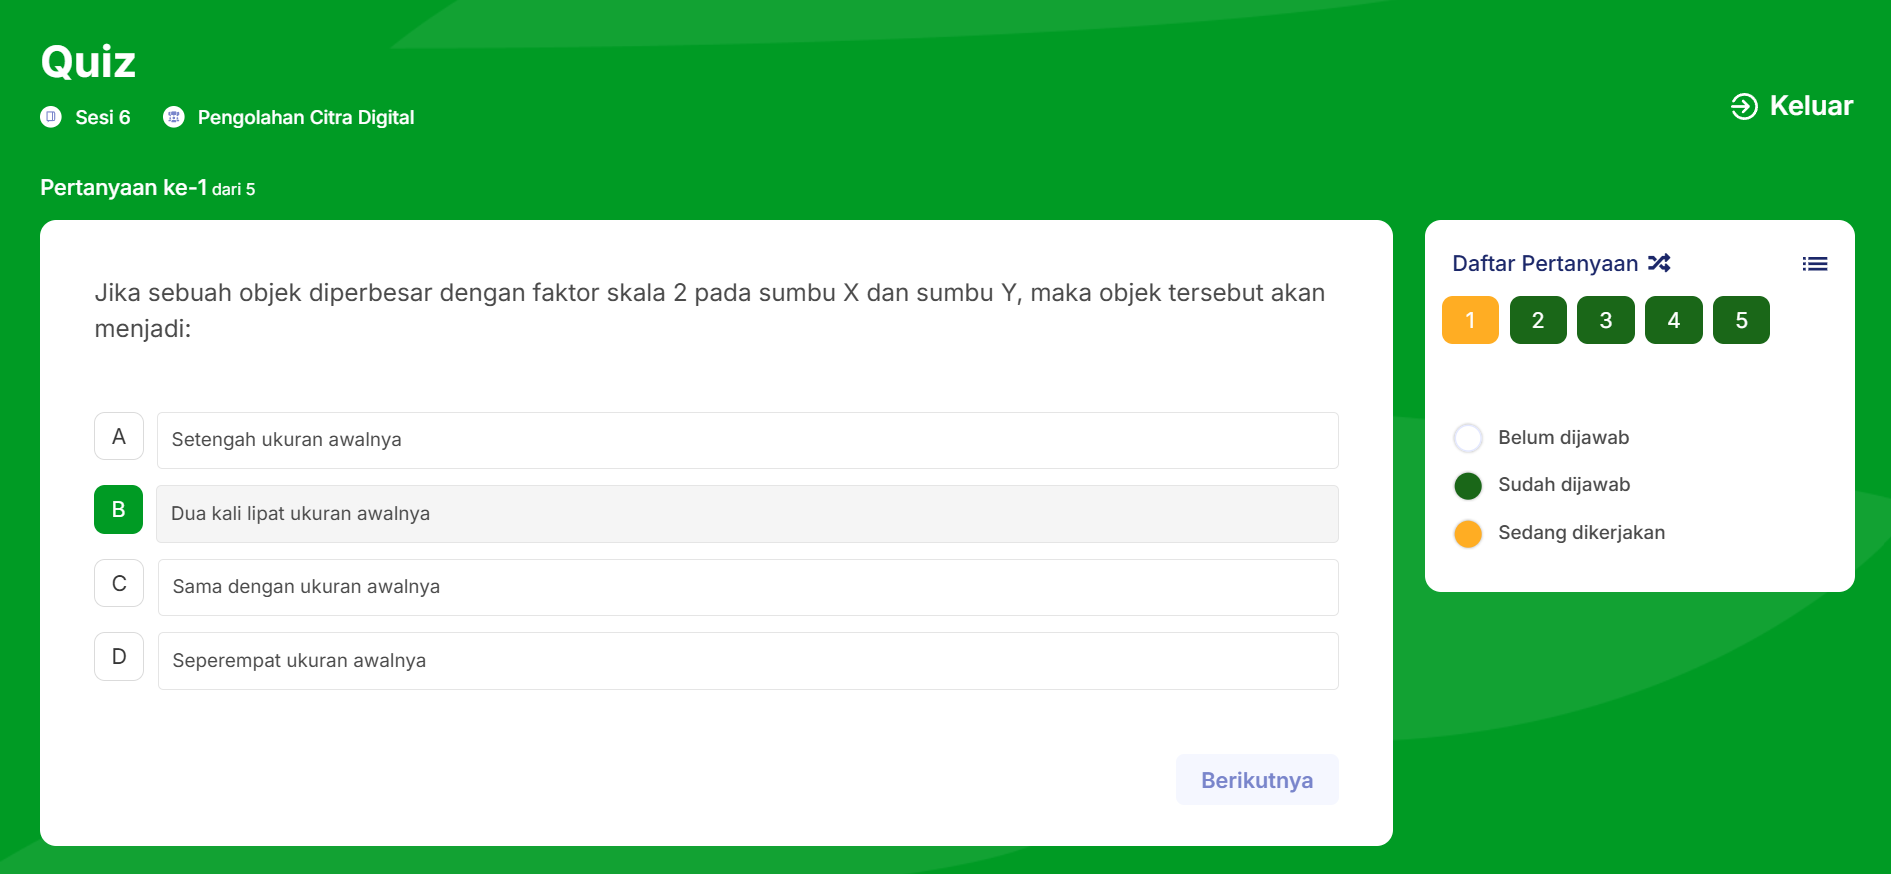 Quiz
Sesi 6
Pengolahan Citra Digital
Keluar
Pertanyaan ke-1 dari 5
Jika sebuah objek diperbesar dengan faktor skala 2 pada sumbu X dan sumbu Y, maka objek tersebut akan
menjadi:
A Setengah ukuran awalnya
B Dua kali lipat ukuran awalnya
C Sama dengan ukuran awalnya
D Seperempat ukuran awalnya
Berikutnya
Daftar Pertanyaan
1 2 3 4 5
Belum dijawab
Sudah dijawab
Sedang dikerjakan